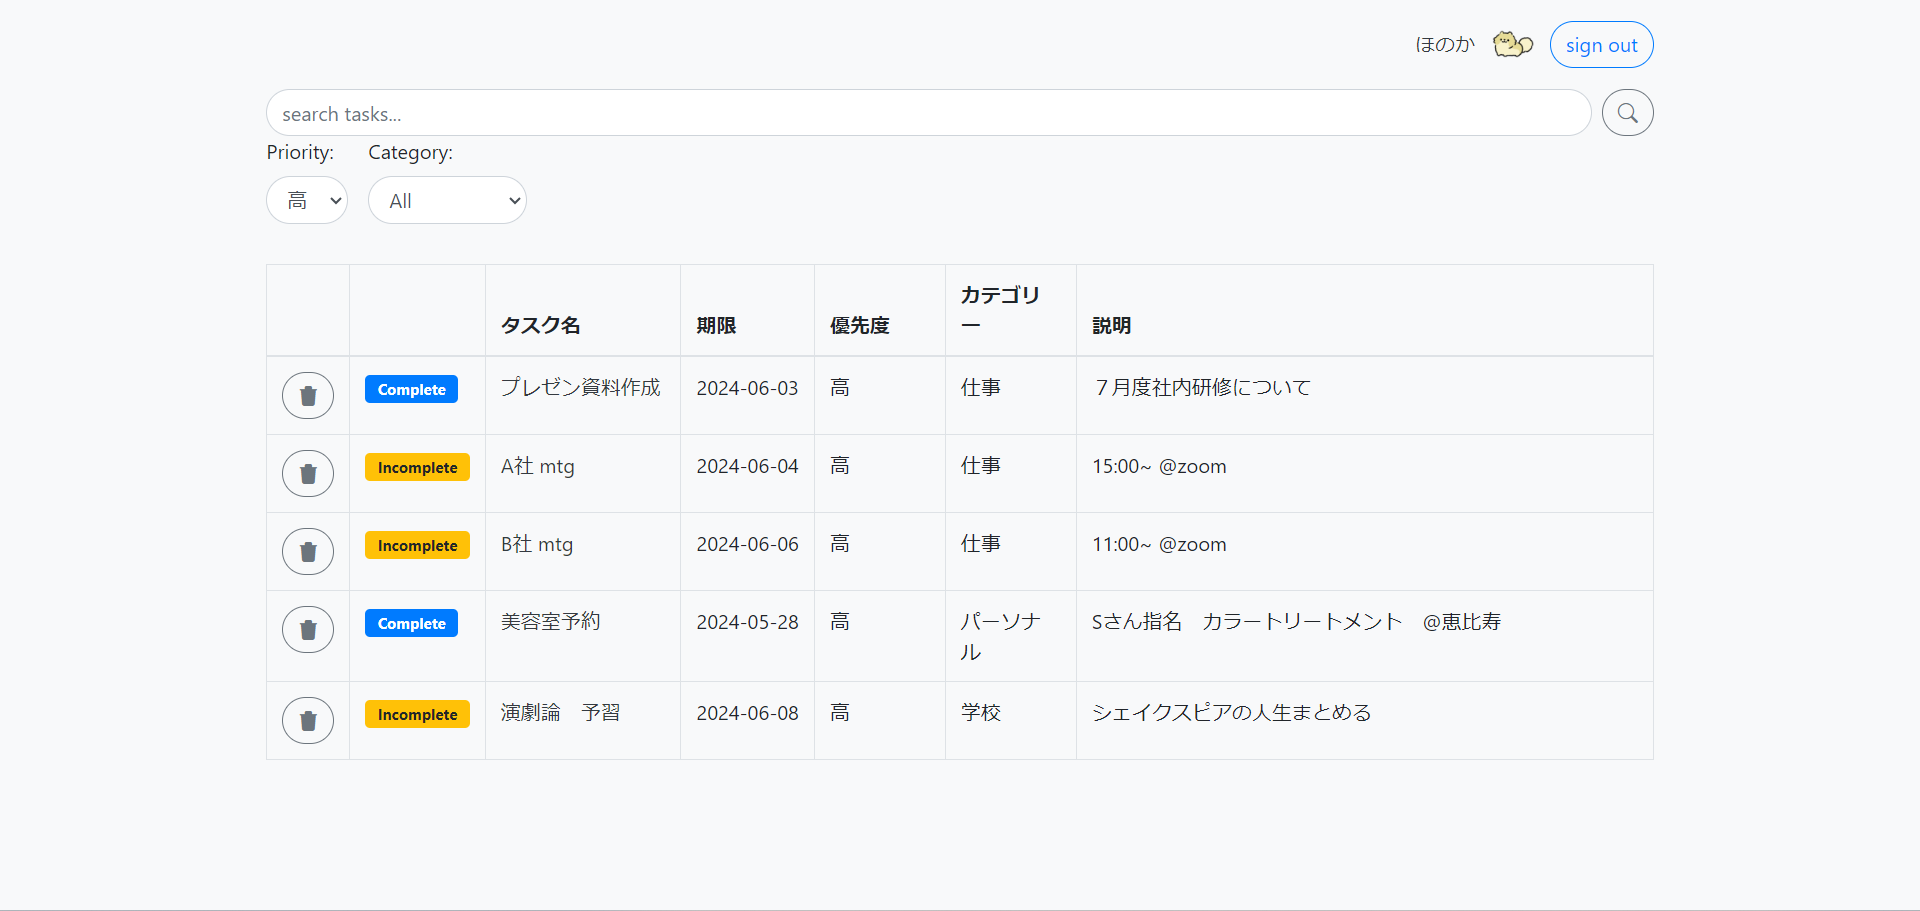 ほのか sign out
search tasks...
Priority: Category:
高 All
タスク名 期限 優先度 カテゴリー 説明
Complete プレゼン資料作成 2024-06-03 高 仕事 ７月度社内研修について
Incomplete A社 mtg 2024-06-04 高 仕事 15:00~ @zoom
Incomplete B社 mtg 2024-06-06 高 仕事 11:00~ @zoom
Complete 美容室予約 2024-05-28 高 パーソナル Sさん指名　カラートリートメント　@恵比寿
Incomplete 演劇論　予習 2024-06-08 高 学校 シェイクスピアの人生まとめる